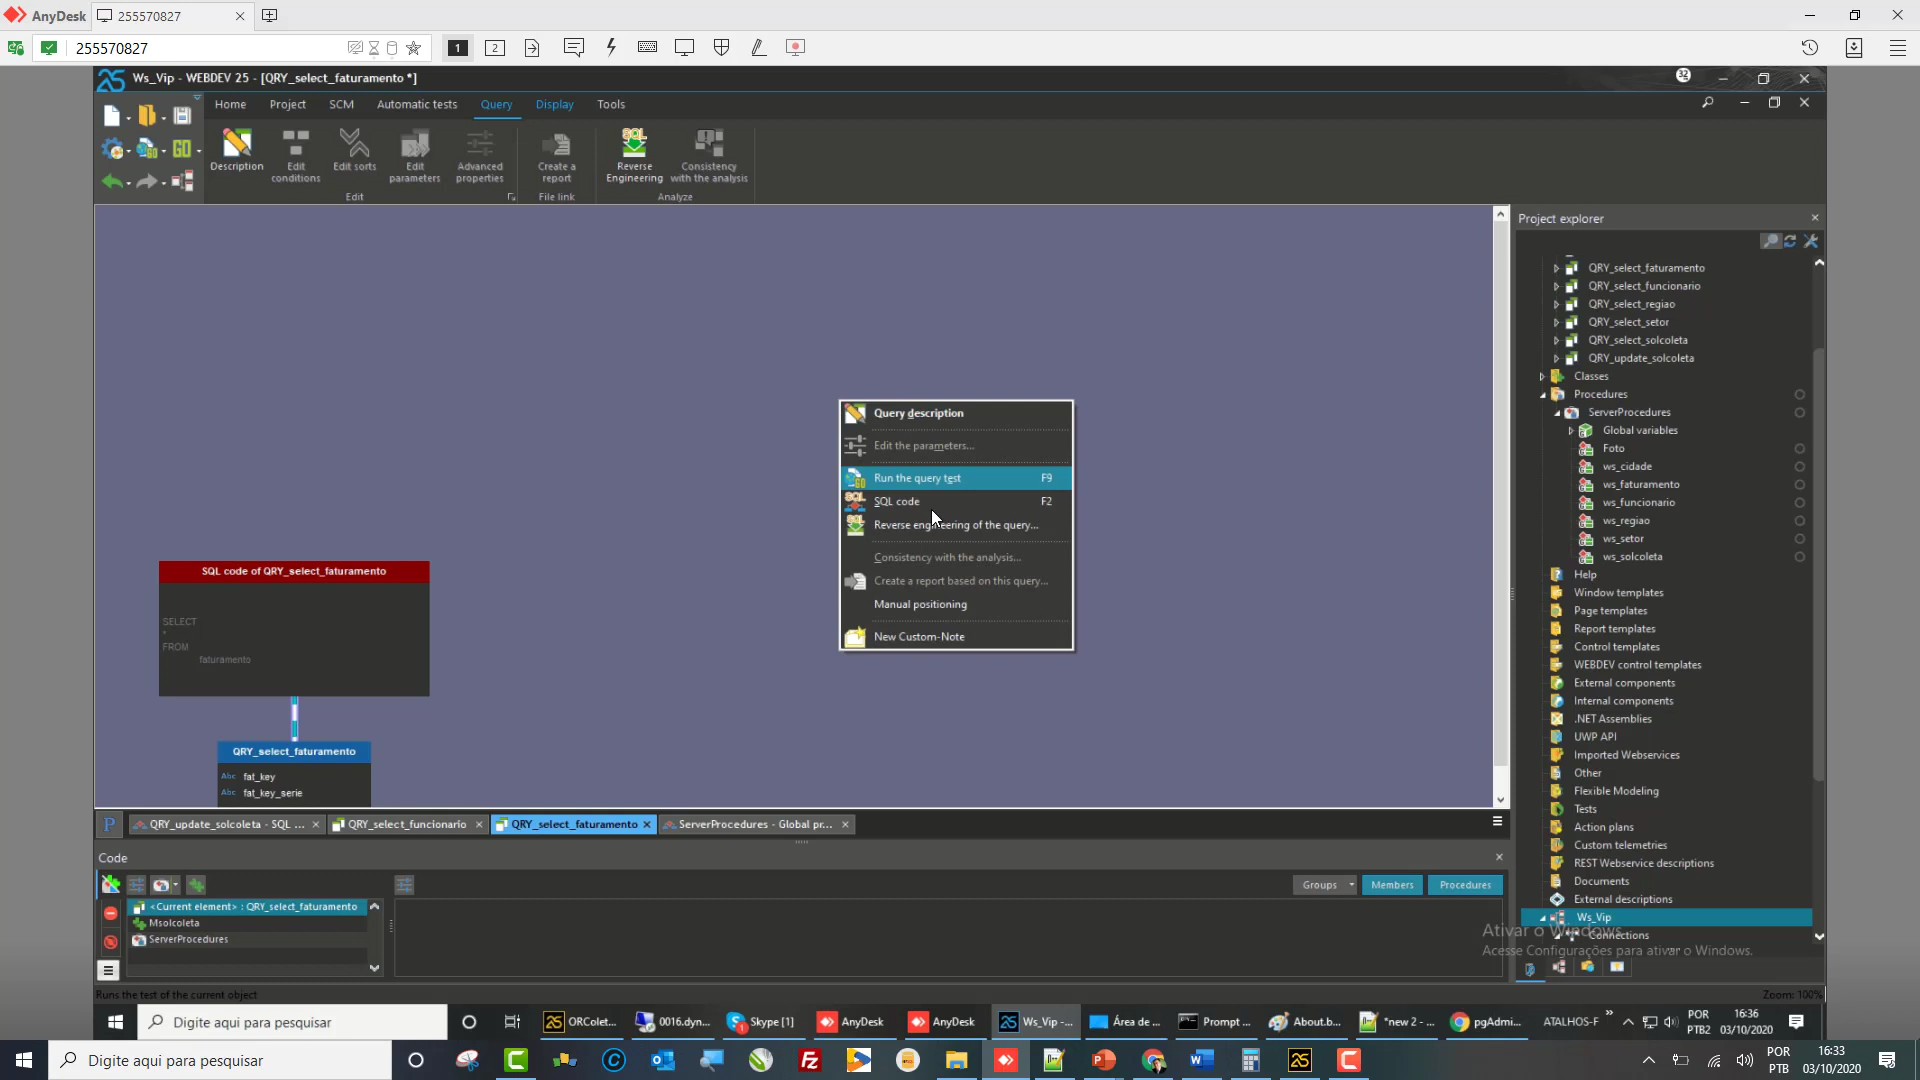 AnyDesk
255570827
255570827
1
2
Ws_Vip - WEBDEV 25 - [QRY_select_faturamento *]
32
Home
Project
SCM
Automatic tests
Query
Display
Tools
GO
Description
Edit conditions
Edit sorts
Edit parameters
Advanced properties
Create a report
Reverse Engineering
Consistency with the analysis
Edit
File link
Analyze
Project explorer
QRY_select_faturamento
QRY_select_funcionario
QRY_select_regiao
QRY_select_setor
QRY_select_solcoleta
QRY_update_solcoleta
Classes
Procedures
ServerProcedures
Global variables
Foto
ws_cidade
ws_faturamento
ws_funcionario
ws_regiao
ws_setor
ws_solcoleta
Help
Window templates
Page templates
Report templates
Control templates
WEBDEV control templates
External components
Internal components
.NET Assemblies
UWP API
Imported Webservices
Other
Flexible Modeling
Tests
Action plans
Custom telemetries
REST Webservice descriptions
Documents
External descriptions
Ws_Vip
Connections
Ativar o Windows
Acesse Configurações para ativar o Windows.
Query description
Edit the parameters...
Run the query test F9
SQL code F2
Reverse engineering of the query...
Consistency with the analysis...
Create a report based on this query...
Manual positioning
New Custom-Note
SQL code of QRY_select_faturamento
SELECT
*
FROM
faturamento
QRY_select_faturamento
Abc fat_key
Abc fat_key_serie
P
QRY_update_solcoleta - SQL ...
QRY_select_funcionario
QRY_select_faturamento
ServerProcedures - Global pr...
Code
Groups
Members
Procedures
<Current element> : QRY_select_faturamento
Msolcoleta
ServerProcedures
Runs the test of the current object
Zoom: 100%
Digite aqui para pesquisar
ORColet...
0016.dyn...
Skype [1]
AnyDesk
AnyDesk
Ws_Vip -...
Área de ...
Prompt ...
About.b...
*new 2 - ...
pgAdmi...
ATALHOS-F
POR
PTB2
16:36
03/10/2020
Digite aqui para pesquisar
POR
PTB
16:33
03/10/2020